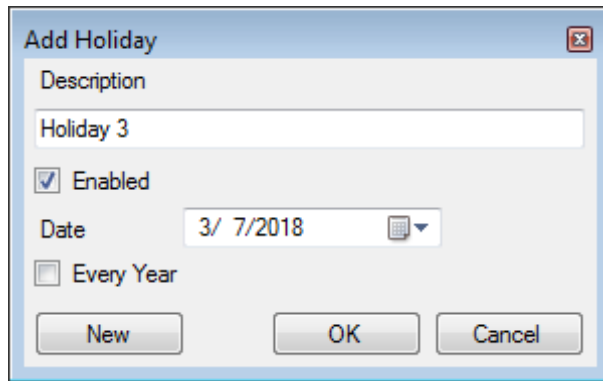 Add Holiday
Description
Holiday 3
Enabled
Date 3/ 7/2018
Every Year
New OK Cancel